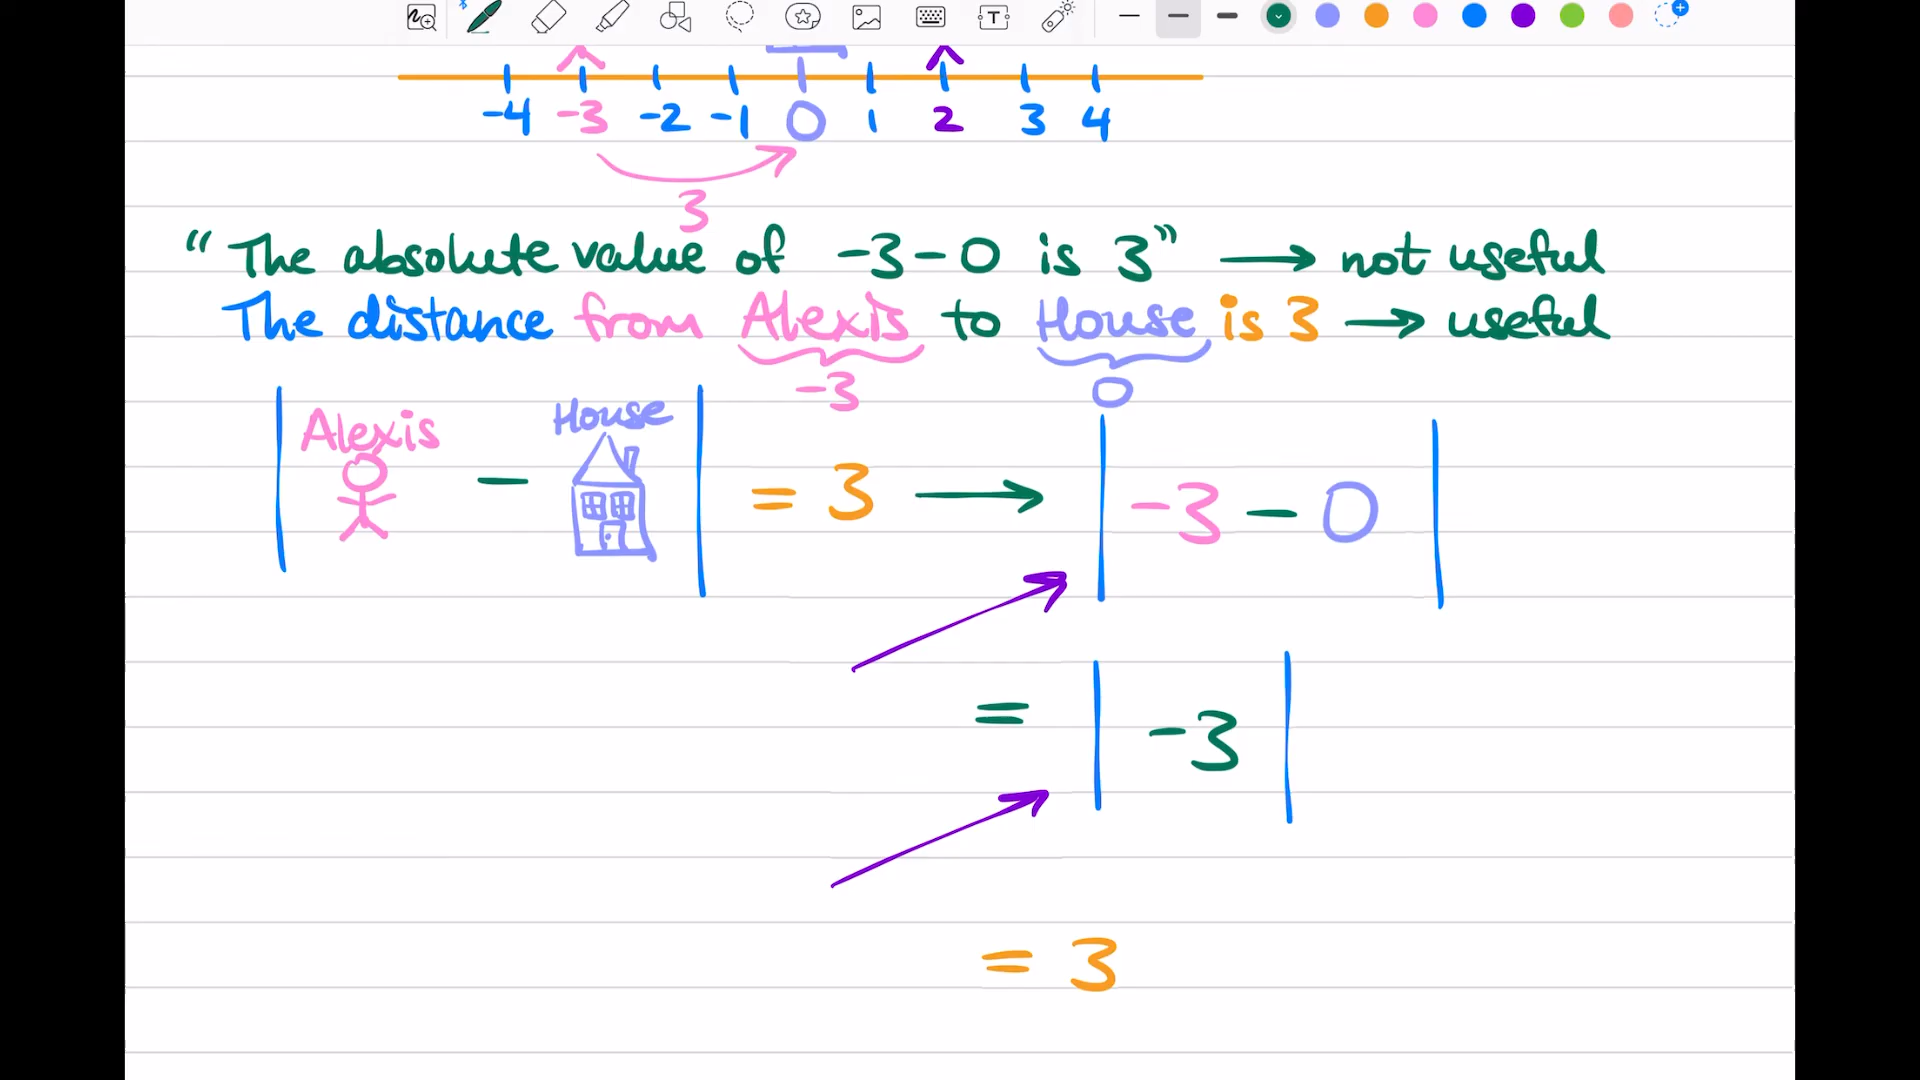 -4 -3 -2 -1 0 1 2 3 4
3
“The absolute value of -3-0 is 3” → not useful
The distance from Alexis to House is 3 → useful
-3 0
Alexis House
| - | = 3 → | -3 - 0 |
= | -3 |
= 3